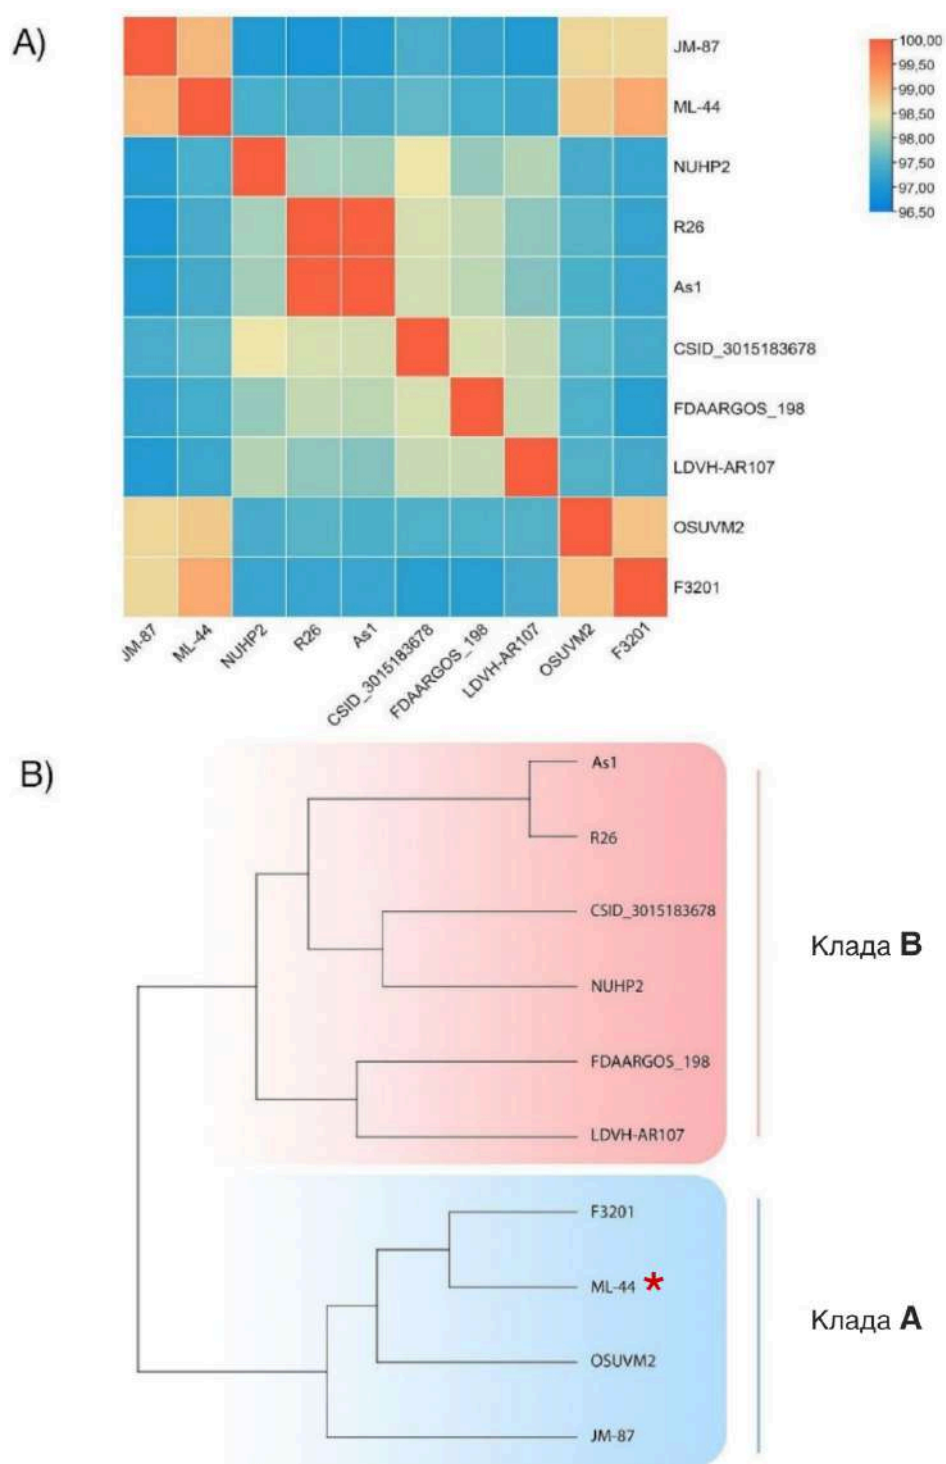 A)
JM-87
ML-44
NUHP2
R26
As1
CSID_3015183678
FDAARGOS_198
LDVH-AR107
OSUVM2
F3201
100,00
99,50
99,00
98,50
98,00
97,50
97,00
96,50
JM-87
ML-44
NUHP2
R26
As1
CSID_3015183678
FDAARGOS_198
LDVH-AR107
OSUVM2
F3201
B)
As1
R26
CSID_3015183678
NUHP2
FDAARGOS_198
LDVH-AR107
Клада B
F3201
ML-44 *
OSUVM2
JM-87
Клада A